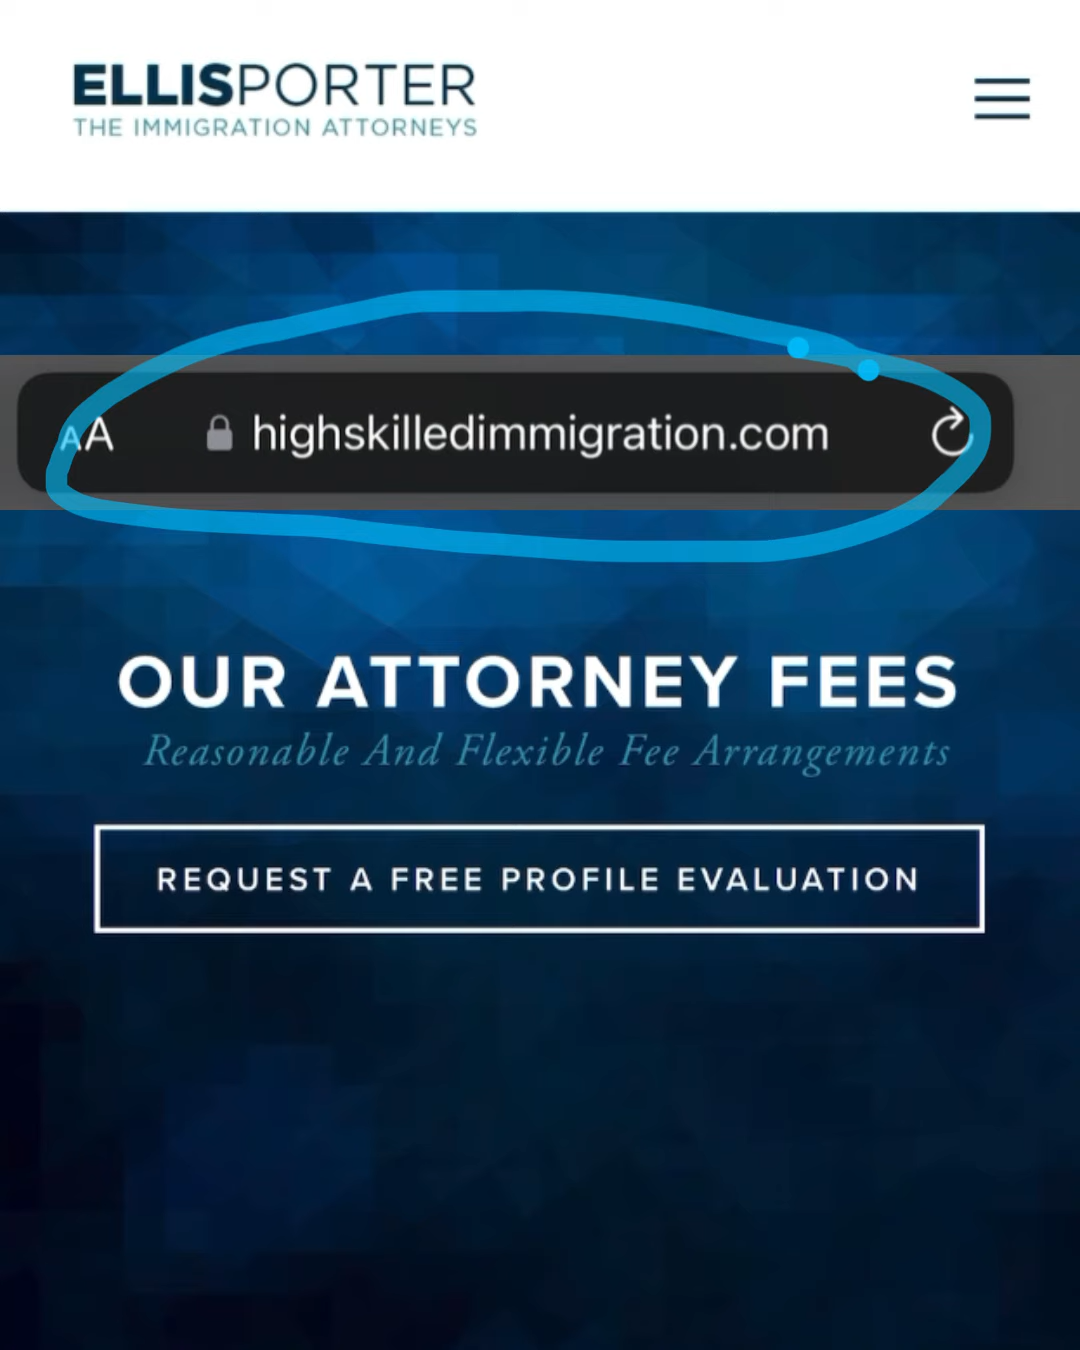 ELLISPORTER
THE IMMIGRATION ATTORNEYS
AA highskilledimmigration.com
OUR ATTORNEY FEES
Reasonable And Flexible Fee Arrangements
REQUEST A FREE PROFILE EVALUATION